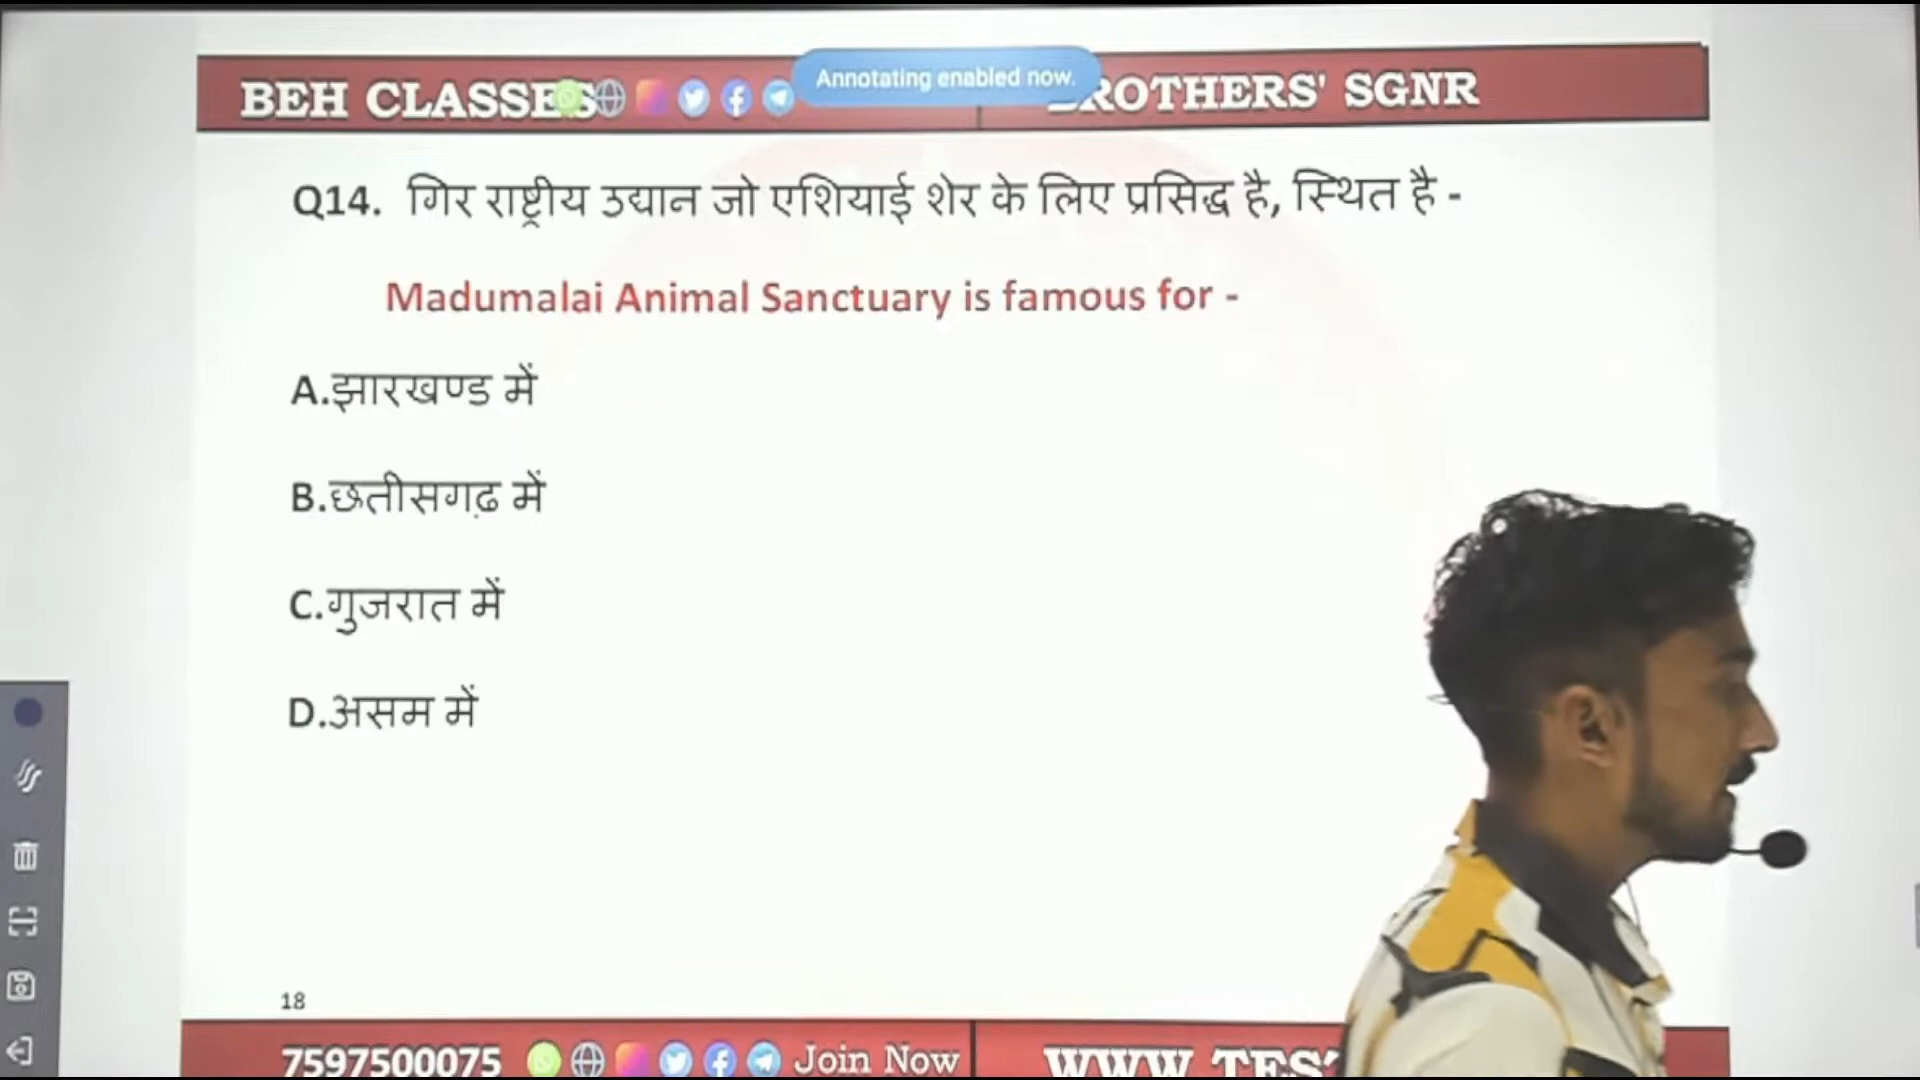 BEH CLASSES
Annotating enabled now.
BROTHERS' SGNR
Q14. गिर राष्ट्रीय उद्यान जो एशियाई शेर के लिए प्रसिद्ध है, स्थित है -
Madumalai Animal Sanctuary is famous for -
A.झारखण्ड में
B.छतीसगढ़ में
C.गुजरात में
D.असम में
18
7597500075
Join Now